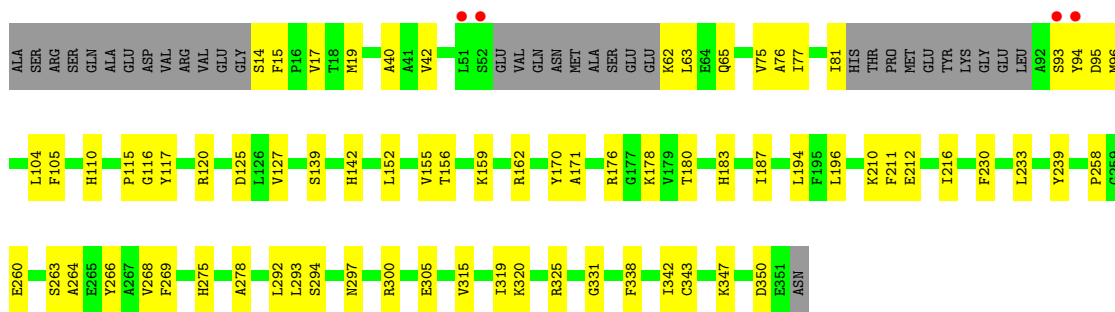 ALA SER ARG SER GLN ALA GLU ASP VAL ARG VAL GLU GLY S14 F15 P16 V17 T18 M19 A40 A41 V42 L51 S52 GLU VAL GLN ASN MET ALA SER GLU GLU K62 L63 E64 Q65 V75 A76 I77 I81 HIS THR PRO MET GLU TYR LYS GLY GLU LEU A92 S93 Y94 D95 M96
L104 F105 H110 P115 G116 Y117 R120 D125 L126 V127 S139 H142 L152 V155 T156 K159 R162 Y170 A171 R176 G177 K178 V179 T180 H183 I187 L194 F195 L196 K210 F211 E212 I216 F230 L233 Y239 P258 G259
E260 S263 A264 E265 Y266 A267 V268 F269 H275 A278 L292 L293 S294 N297 R300 E305 V315 I319 K320 R325 G331 F338 I342 C343 K347 D350 E351 ASN